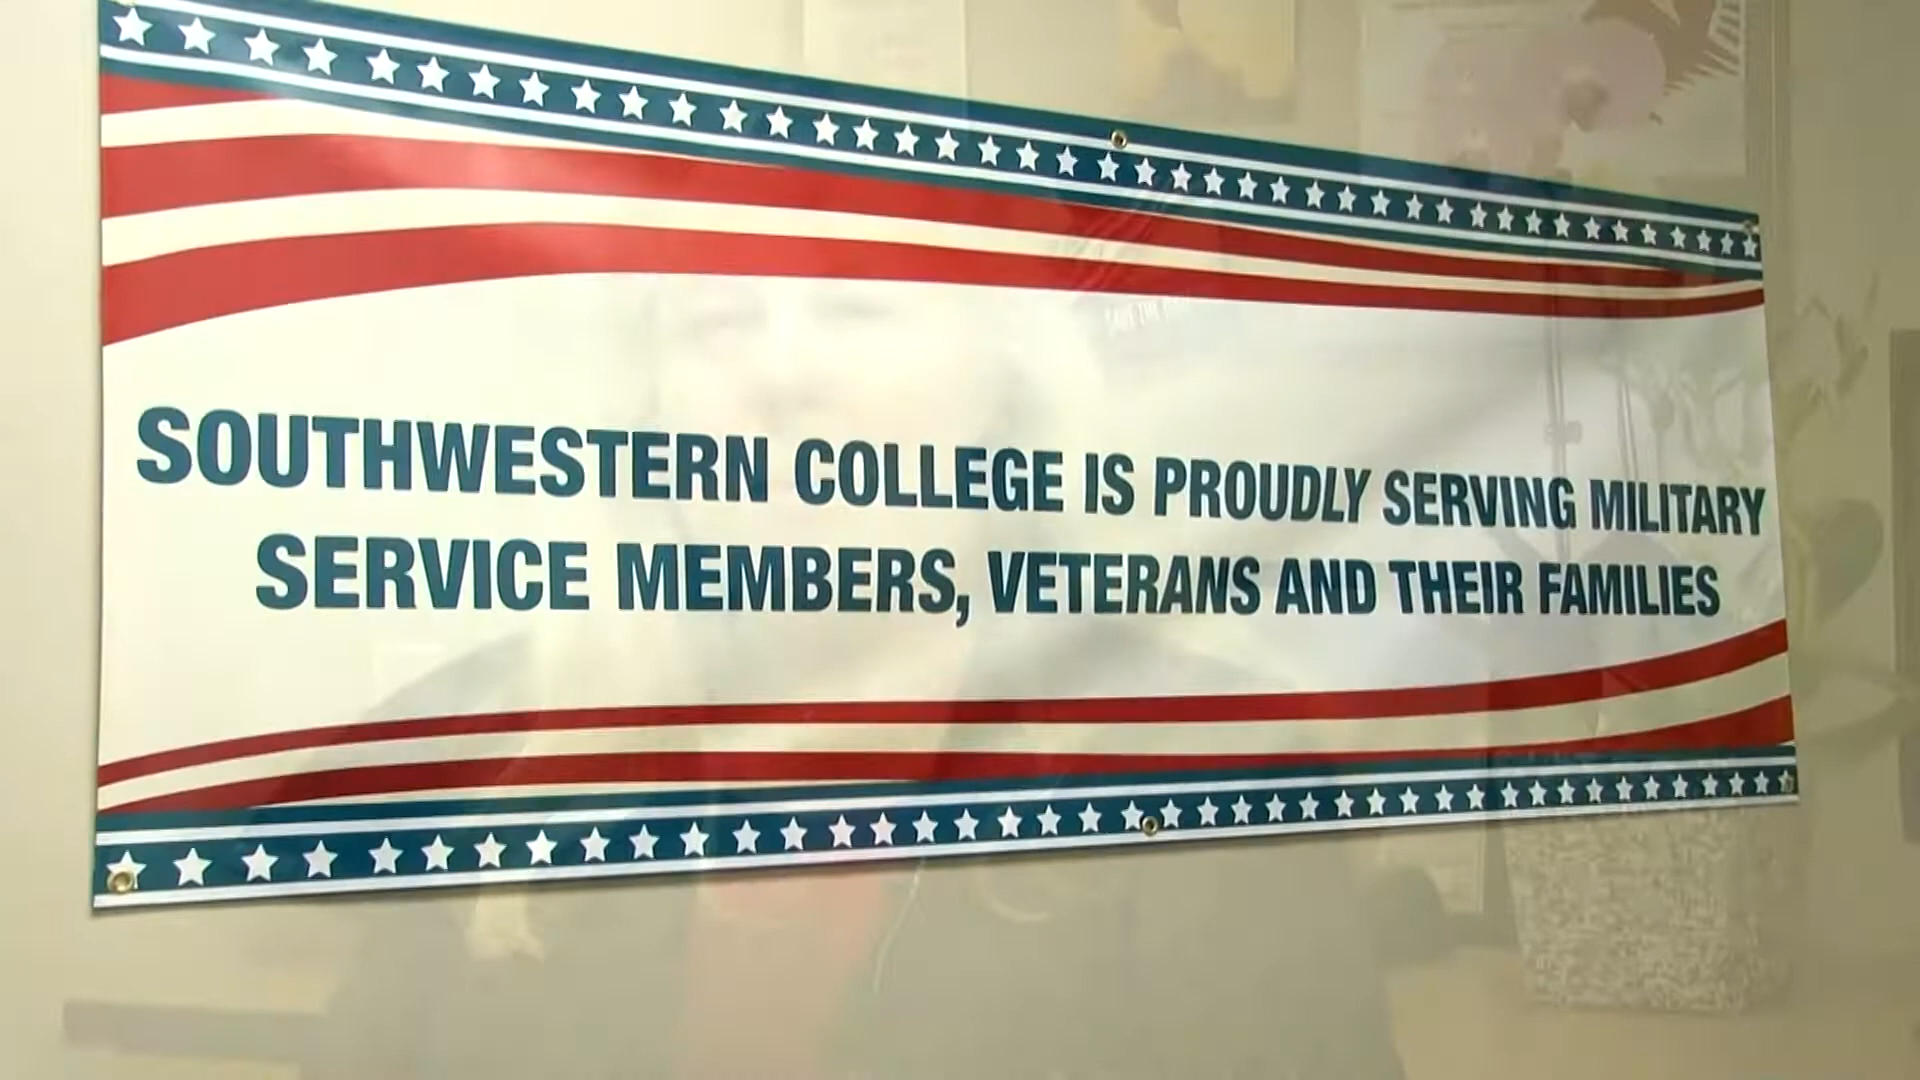 SOUTHWESTERN COLLEGE IS PROUDLY SERVING MILITARY
SERVICE MEMBERS, VETERANS AND THEIR FAMILIES